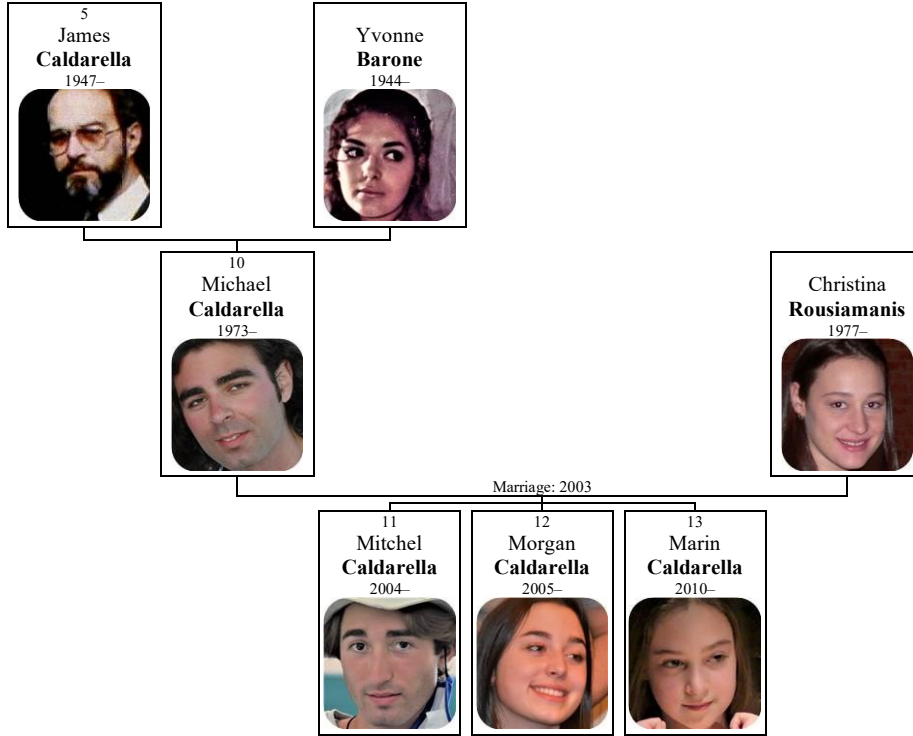 5
James
Caldarella
1947–
Yvonne
Barone
1944–
10
Michael
Caldarella
1973–
Christina
Rousiamanis
1977–
Marriage: 2003
11
Mitchel
Caldarella
2004–
12
Morgan
Caldarella
2005–
13
Marin
Caldarella
2010–